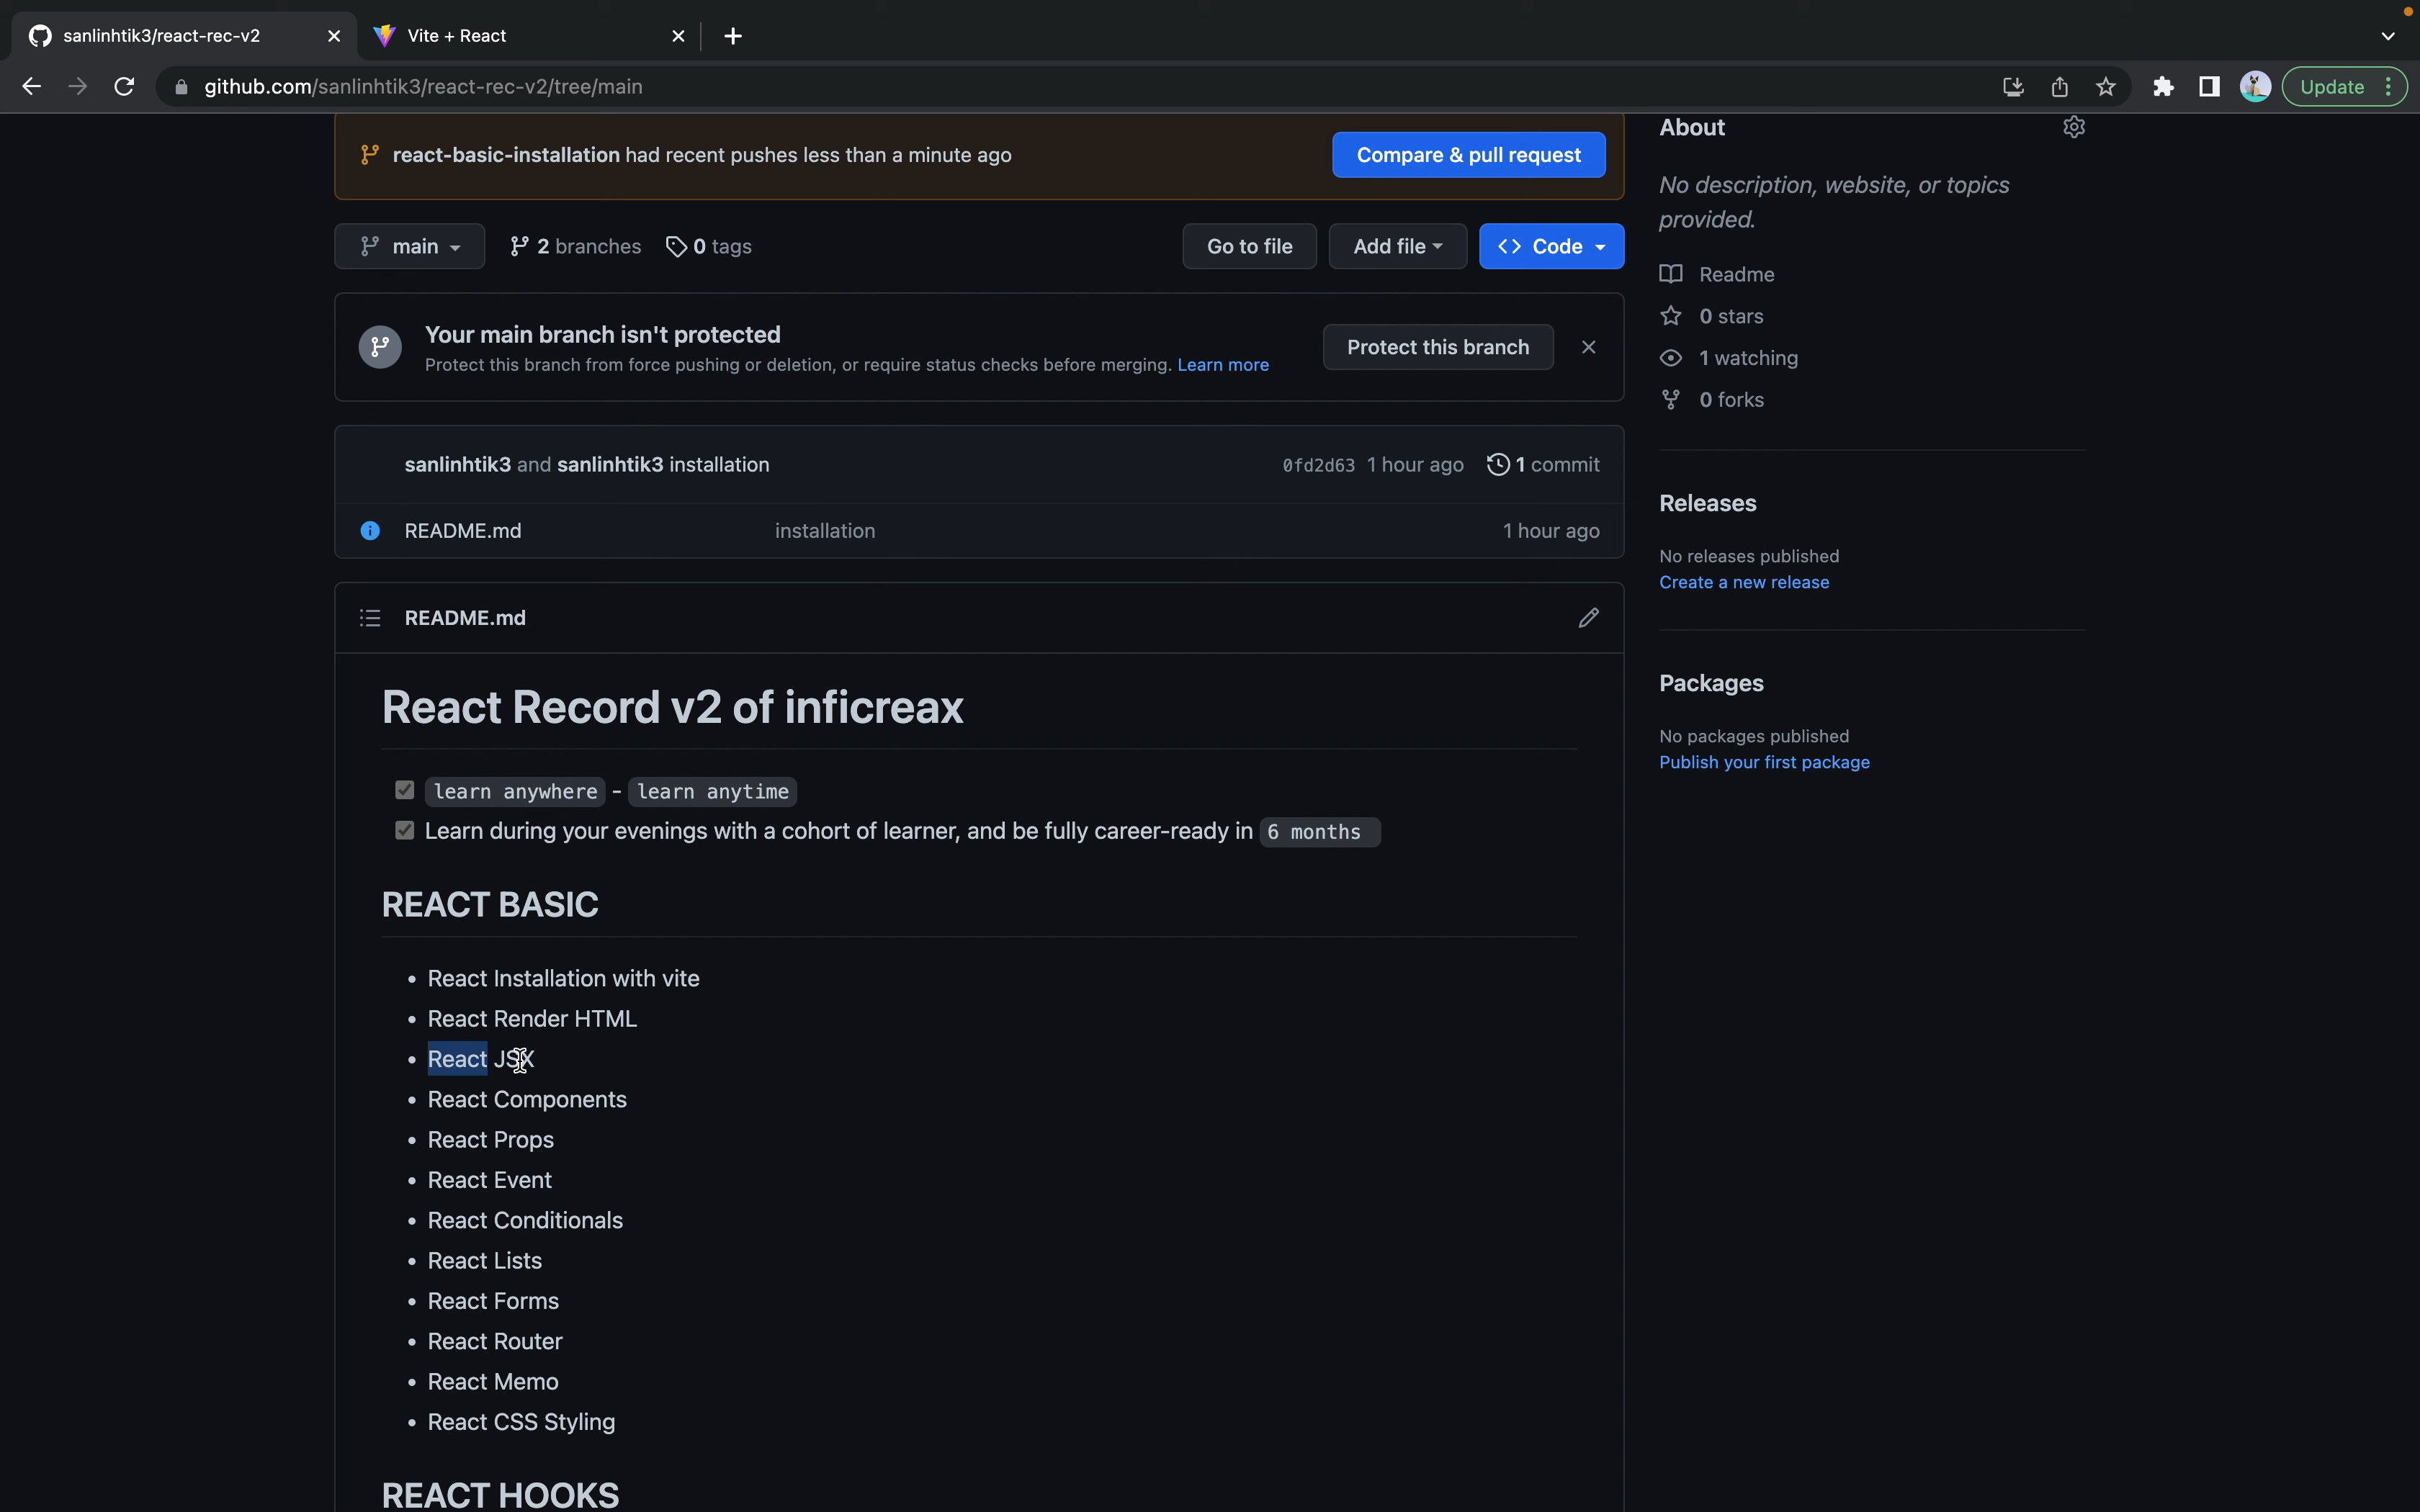 sanlinhtik3/react-rec-v2
Vite + React
github.com/sanlinhtik3/react-rec-v2/tree/main
Update
react-basic-installation had recent pushes less than a minute ago
Compare & pull request
main
2 branches
0 tags
Go to file
Add file
Code
Your main branch isn't protected
Protect this branch from force pushing or deletion, or require status checks before merging. Learn more
Protect this branch
sanlinhtik3 and sanlinhtik3 installation
0fd2d63 1 hour ago
1 commit
README.md
installation
1 hour ago
README.md
React Record v2 of inficreax
learn anywhere - learn anytime
Learn during your evenings with a cohort of learner, and be fully career-ready in 6 months
REACT BASIC
• React Installation with vite
• React Render HTML
• React JSX
• React Components
• React Props
• React Event
• React Conditionals
• React Lists
• React Forms
• React Router
• React Memo
• React CSS Styling
REACT HOOKS
About
No description, website, or topics
provided.
Readme
0 stars
1 watching
0 forks
Releases
No releases published
Create a new release
Packages
No packages published
Publish your first package